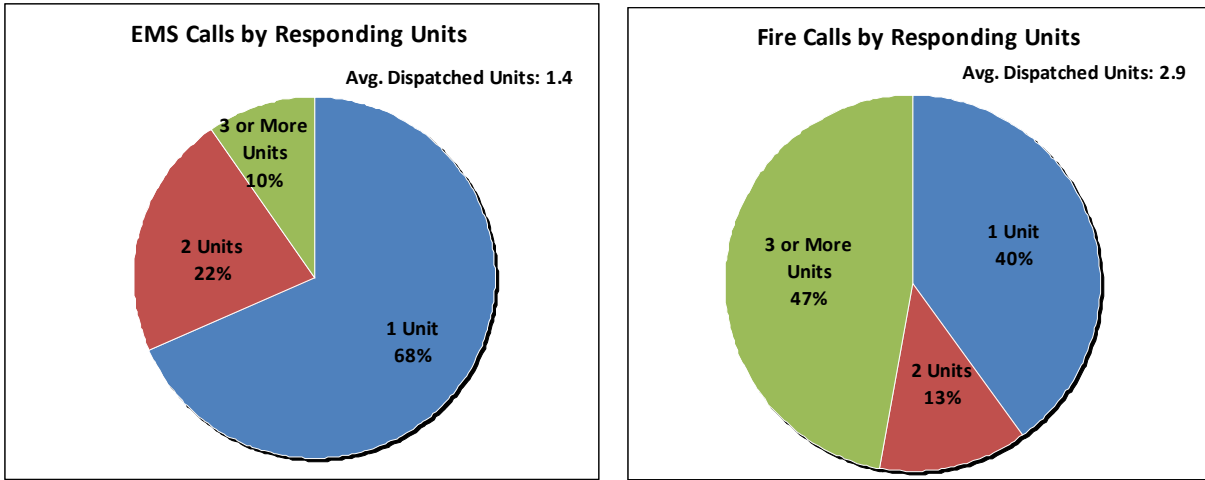 EMS Calls by Responding Units
Avg. Dispatched Units: 1.4
3 or More
Units
10%
2 Units
22%
1 Unit
68%
Fire Calls by Responding Units
Avg. Dispatched Units: 2.9
3 or More
Units
47%
1 Unit
40%
2 Units
13%